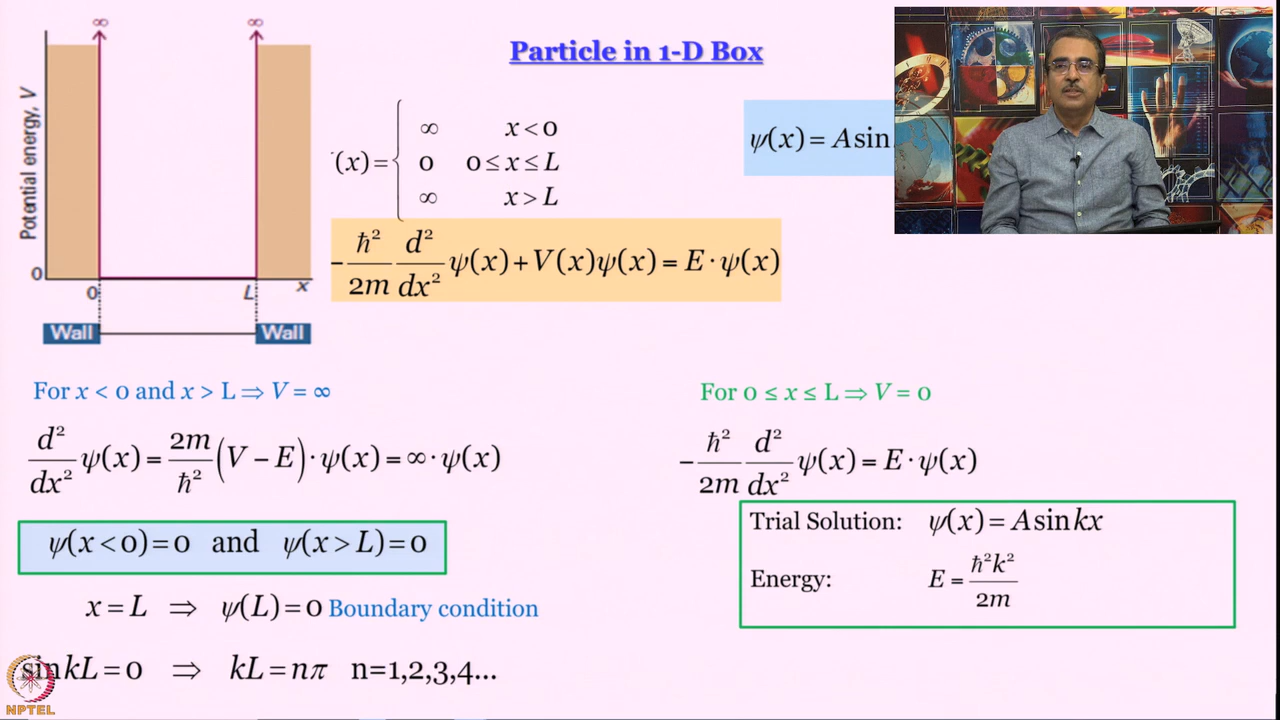 Particle in 1-D Box
∞ ∞
Potential energy, V
0
0 L x
Wall Wall
(x) = { ∞ x < 0
0 0 ≤ x ≤ L
∞ x > L
ψ(x) = A sin
-ħ²/2m d²/dx² ψ(x) + V(x)ψ(x) = E · ψ(x)
For x < 0 and x > L ⇒ V = ∞
d²/dx² ψ(x) = 2m/ħ² (V − E) · ψ(x) = ∞ · ψ(x)
ψ(x < 0) = 0 and ψ(x > L) = 0
x = L ⇒ ψ(L) = 0 Boundary condition
sin kL = 0 ⇒ kL = nπ n=1,2,3,4...
For 0 ≤ x ≤ L ⇒ V = 0
-ħ²/2m d²/dx² ψ(x) = E · ψ(x)
Trial Solution: ψ(x) = A sin kx
Energy: E = ħ²k²/2m
NPTEL